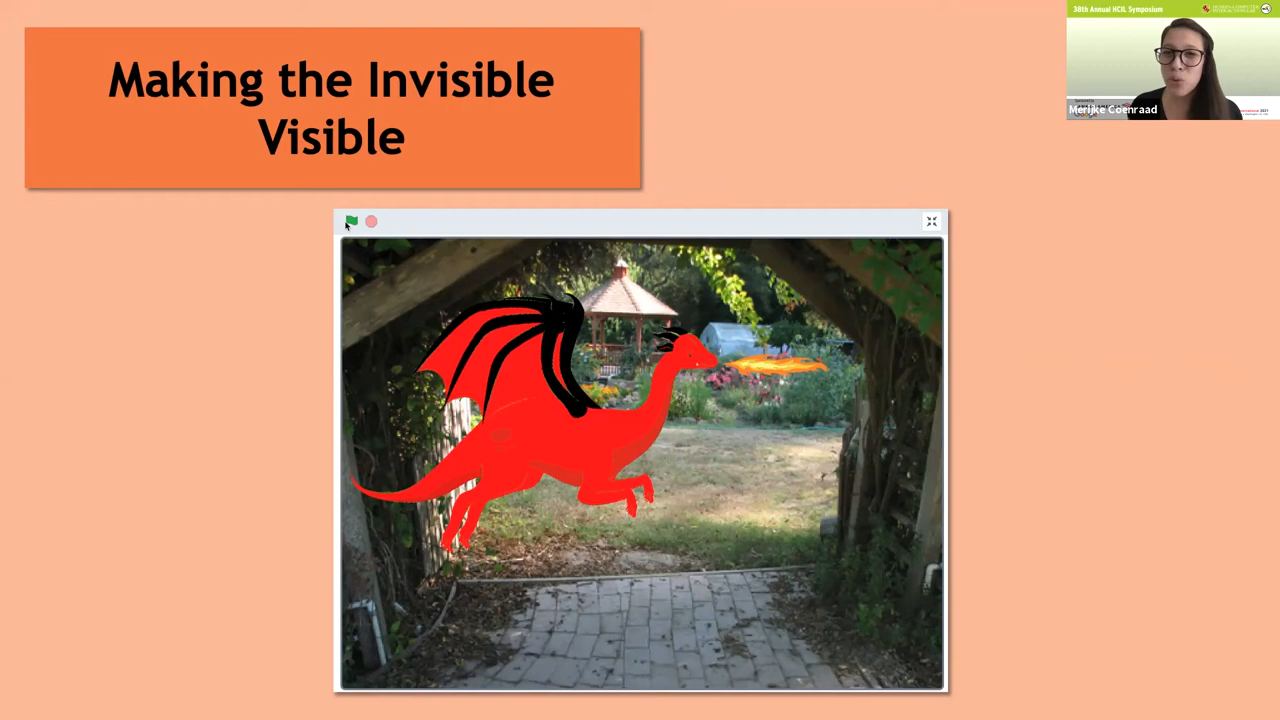 Making the Invisible
Visible
38th Annual HCIL Symposium
Merijke Coenraad